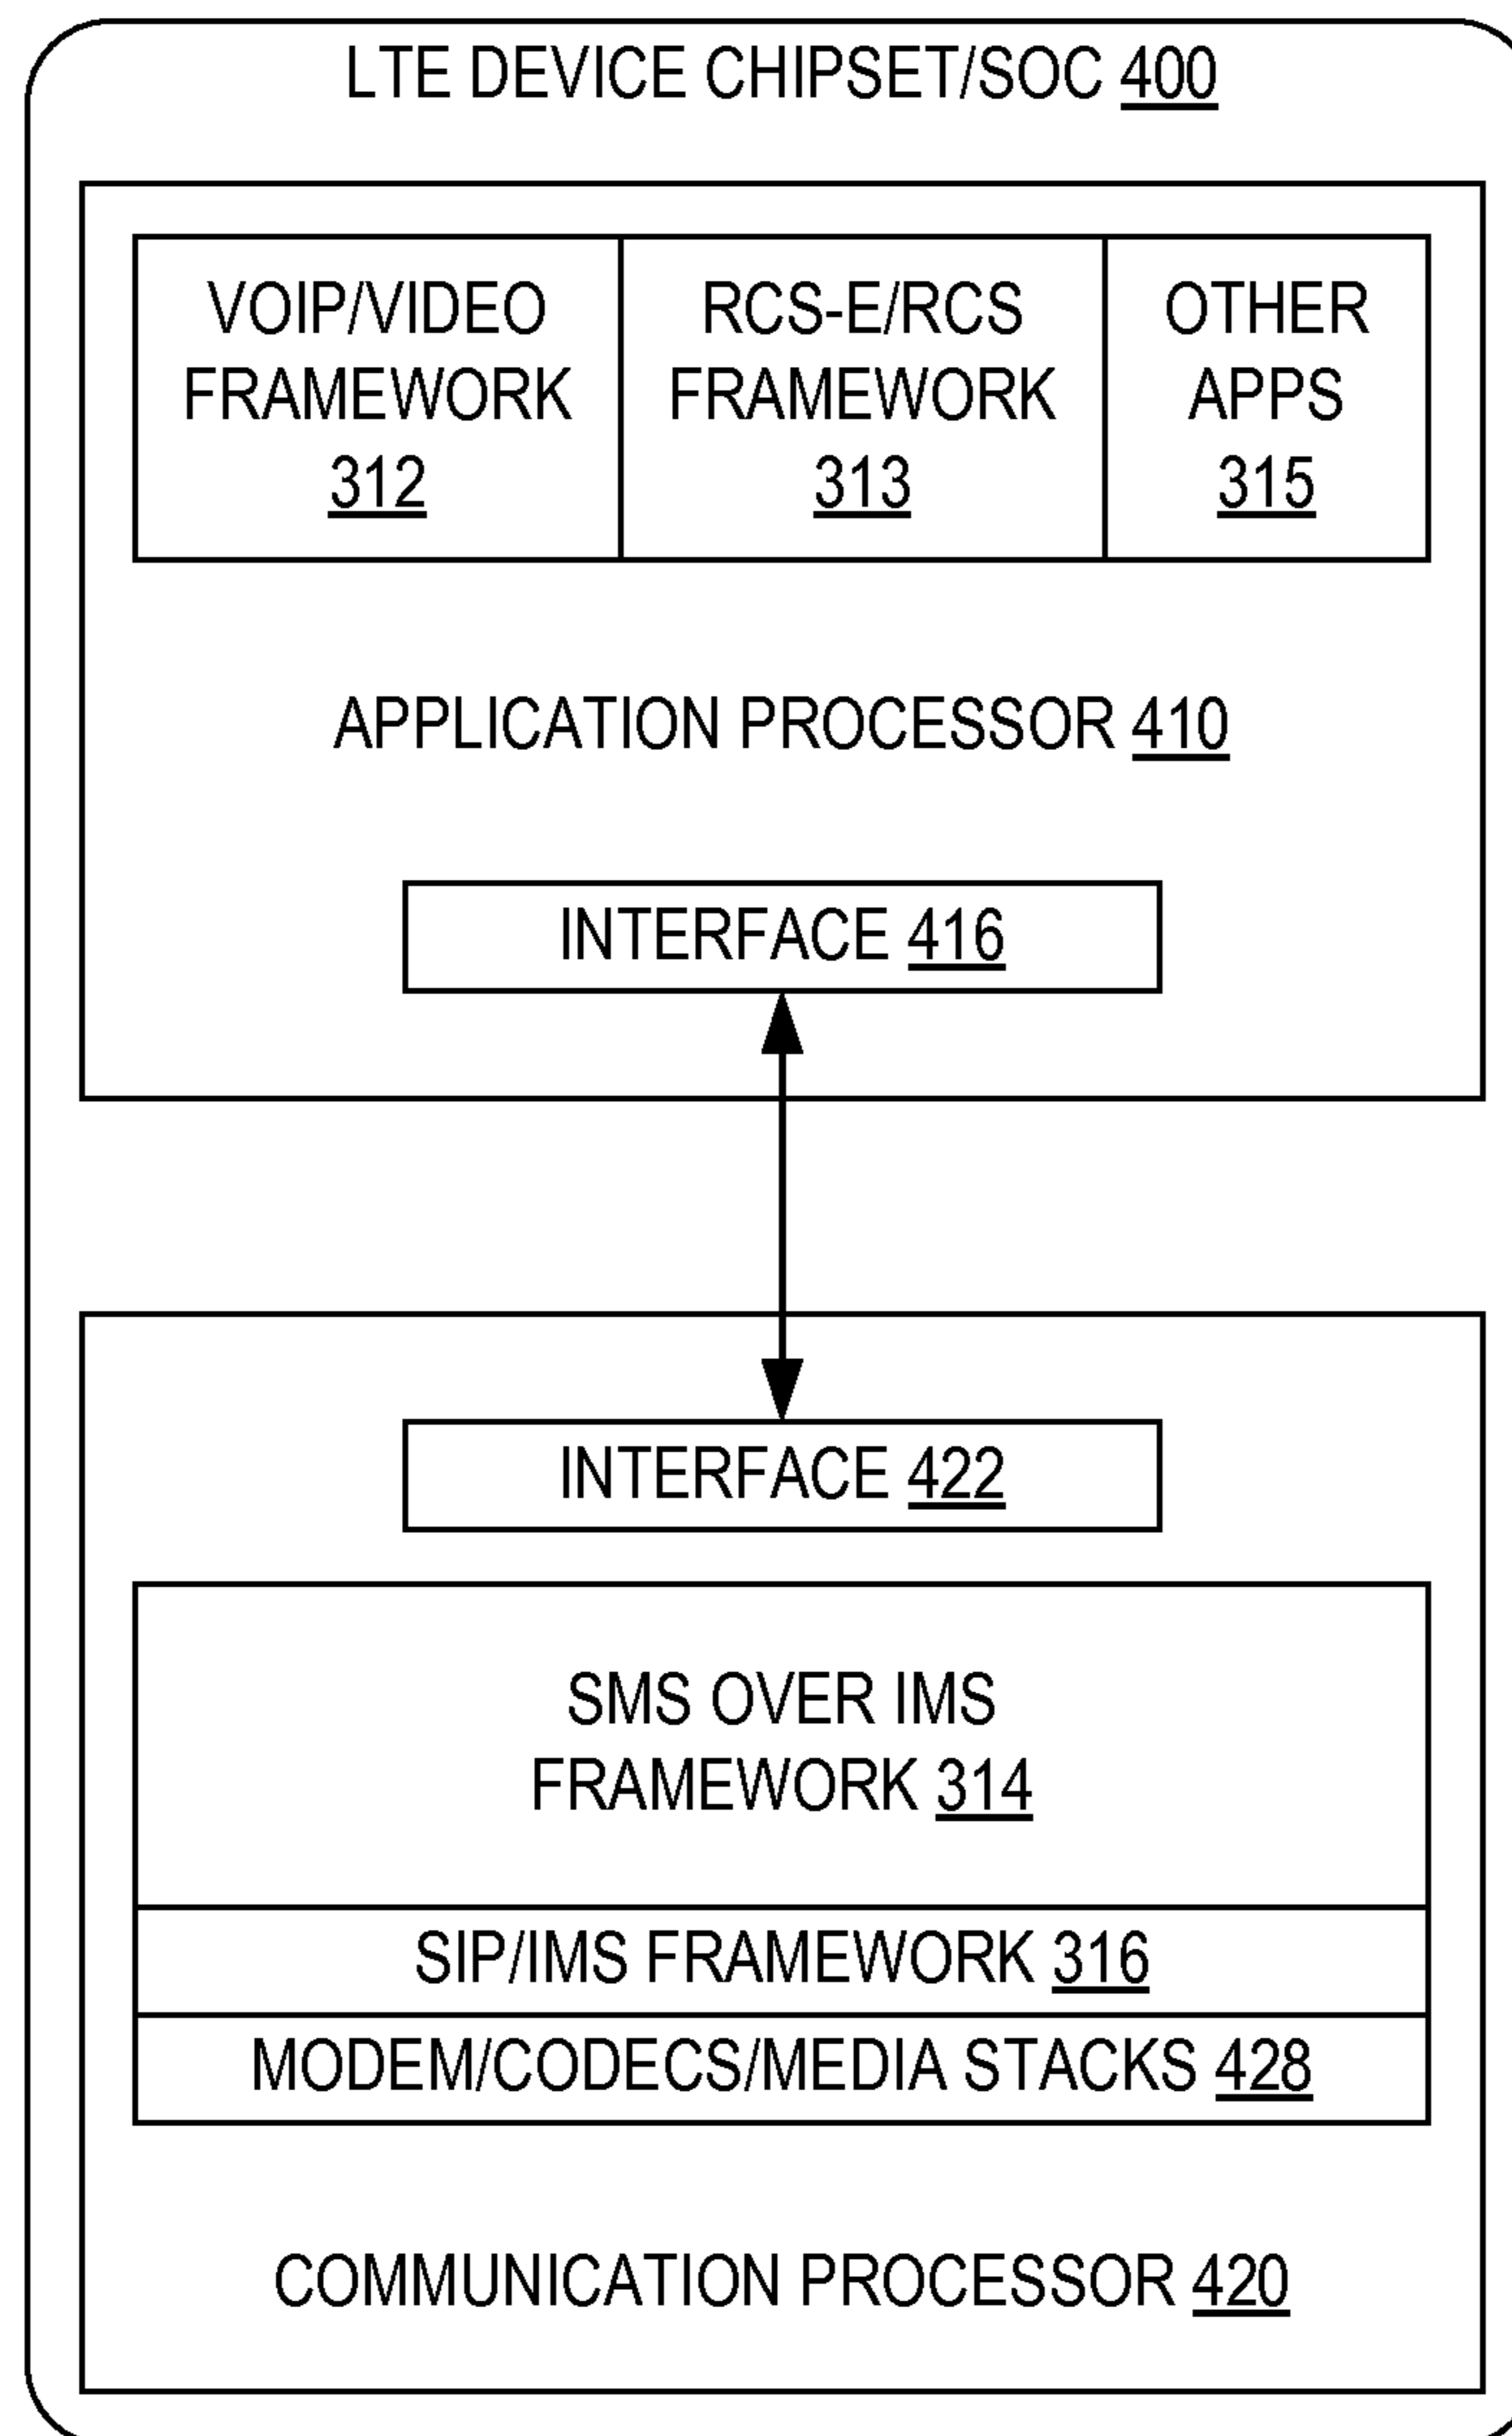 LTE DEVICE CHIPSET/SOC 400
VOIP/VIDEO
FRAMEWORK
312
RCS-E/RCS
FRAMEWORK
313
OTHER
APPS
315
APPLICATION PROCESSOR 410
INTERFACE 416
INTERFACE 422
SMS OVER IMS
FRAMEWORK 314
SIP/IMS FRAMEWORK 316
MODEM/CODECS/MEDIA STACKS 428
COMMUNICATION PROCESSOR 420